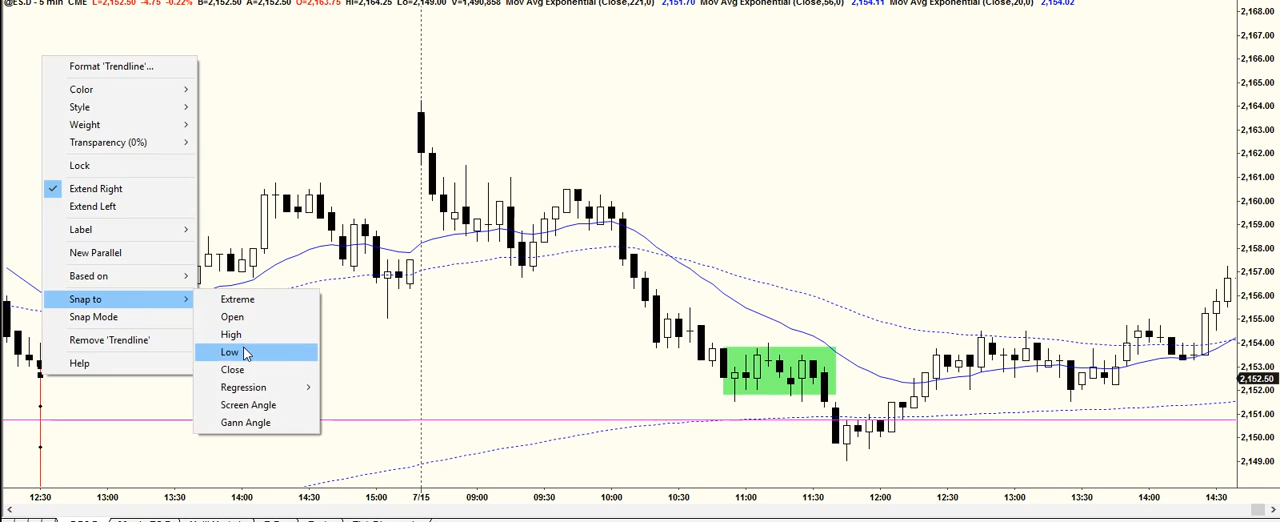 @ES.D - 5 min CME L=2,152.50 -4.75 -0.22% B=2,152.50 A=2,152.50 O=2,163.75 Hi=2,164.25 Lo=2,149.00 V=1,490,858 Mov Avg Exponential (Close,221,0) 2,151.70 Mov Avg Exponential (Close,56,0) 2,154.11 Mov Avg Exponential (Close,20,0) 2,154.02
Format 'Trendline'...
Color
Style
Weight
Transparency (0%)
Lock
Extend Right
Extend Left
Label
New Parallel
Based on
Snap to
Snap Mode
Remove 'Trendline'
Help
Extreme
Open
High
Low
Close
Regression
Screen Angle
Gann Angle
2,168.00
2,167.00
2,166.00
2,165.00
2,164.00
2,163.00
2,162.00
2,161.00
2,160.00
2,159.00
2,158.00
2,157.00
2,156.00
2,155.00
2,154.00
2,153.00
2,152.50
2,151.00
2,150.00
2,149.00
12:30 13:00 13:30 14:00 14:30 15:00 7/15 09:00 09:30 10:00 10:30 11:00 11:30 12:00 12:30 13:00 13:30 14:00 14:30